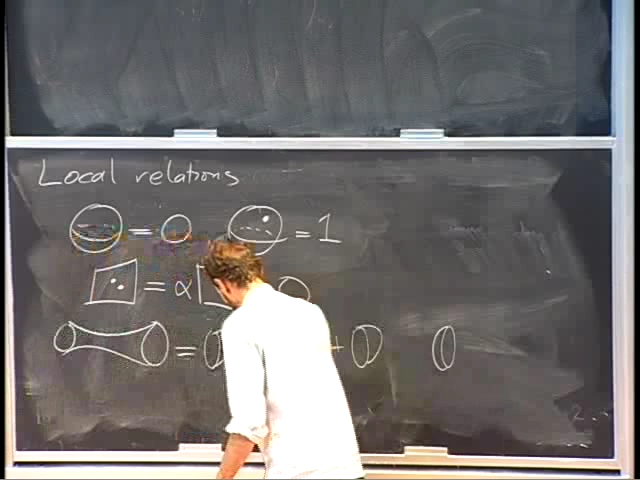 Local relations
= 0 = 1
= α
= +